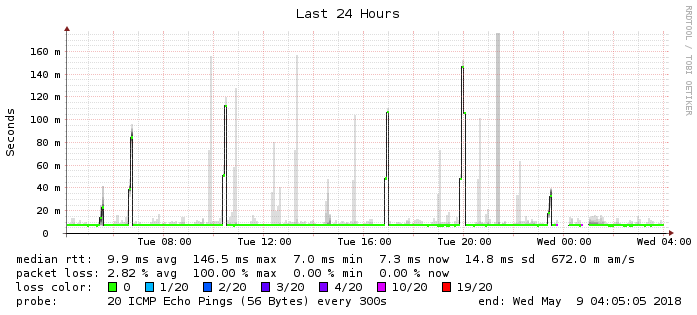 Last 24 Hours
RRDTOOL / TOBI OETIKER
Seconds
160 m
140 m
120 m
100 m
80 m
60 m
40 m
20 m
0
Tue 08:00 Tue 12:00 Tue 16:00 Tue 20:00 Wed 00:00 Wed 04:00
median rtt: 9.9 ms avg 146.5 ms max 7.0 ms min 7.3 ms now 14.8 ms sd 672.0 m am/s
packet loss: 2.82 % avg 100.00 % max 0.00 % min 0.00 % now
loss color: 0 1/20 2/20 3/20 4/20 10/20 19/20
probe: 20 ICMP Echo Pings (56 Bytes) every 300s end: Wed May 9 04:05:05 2018